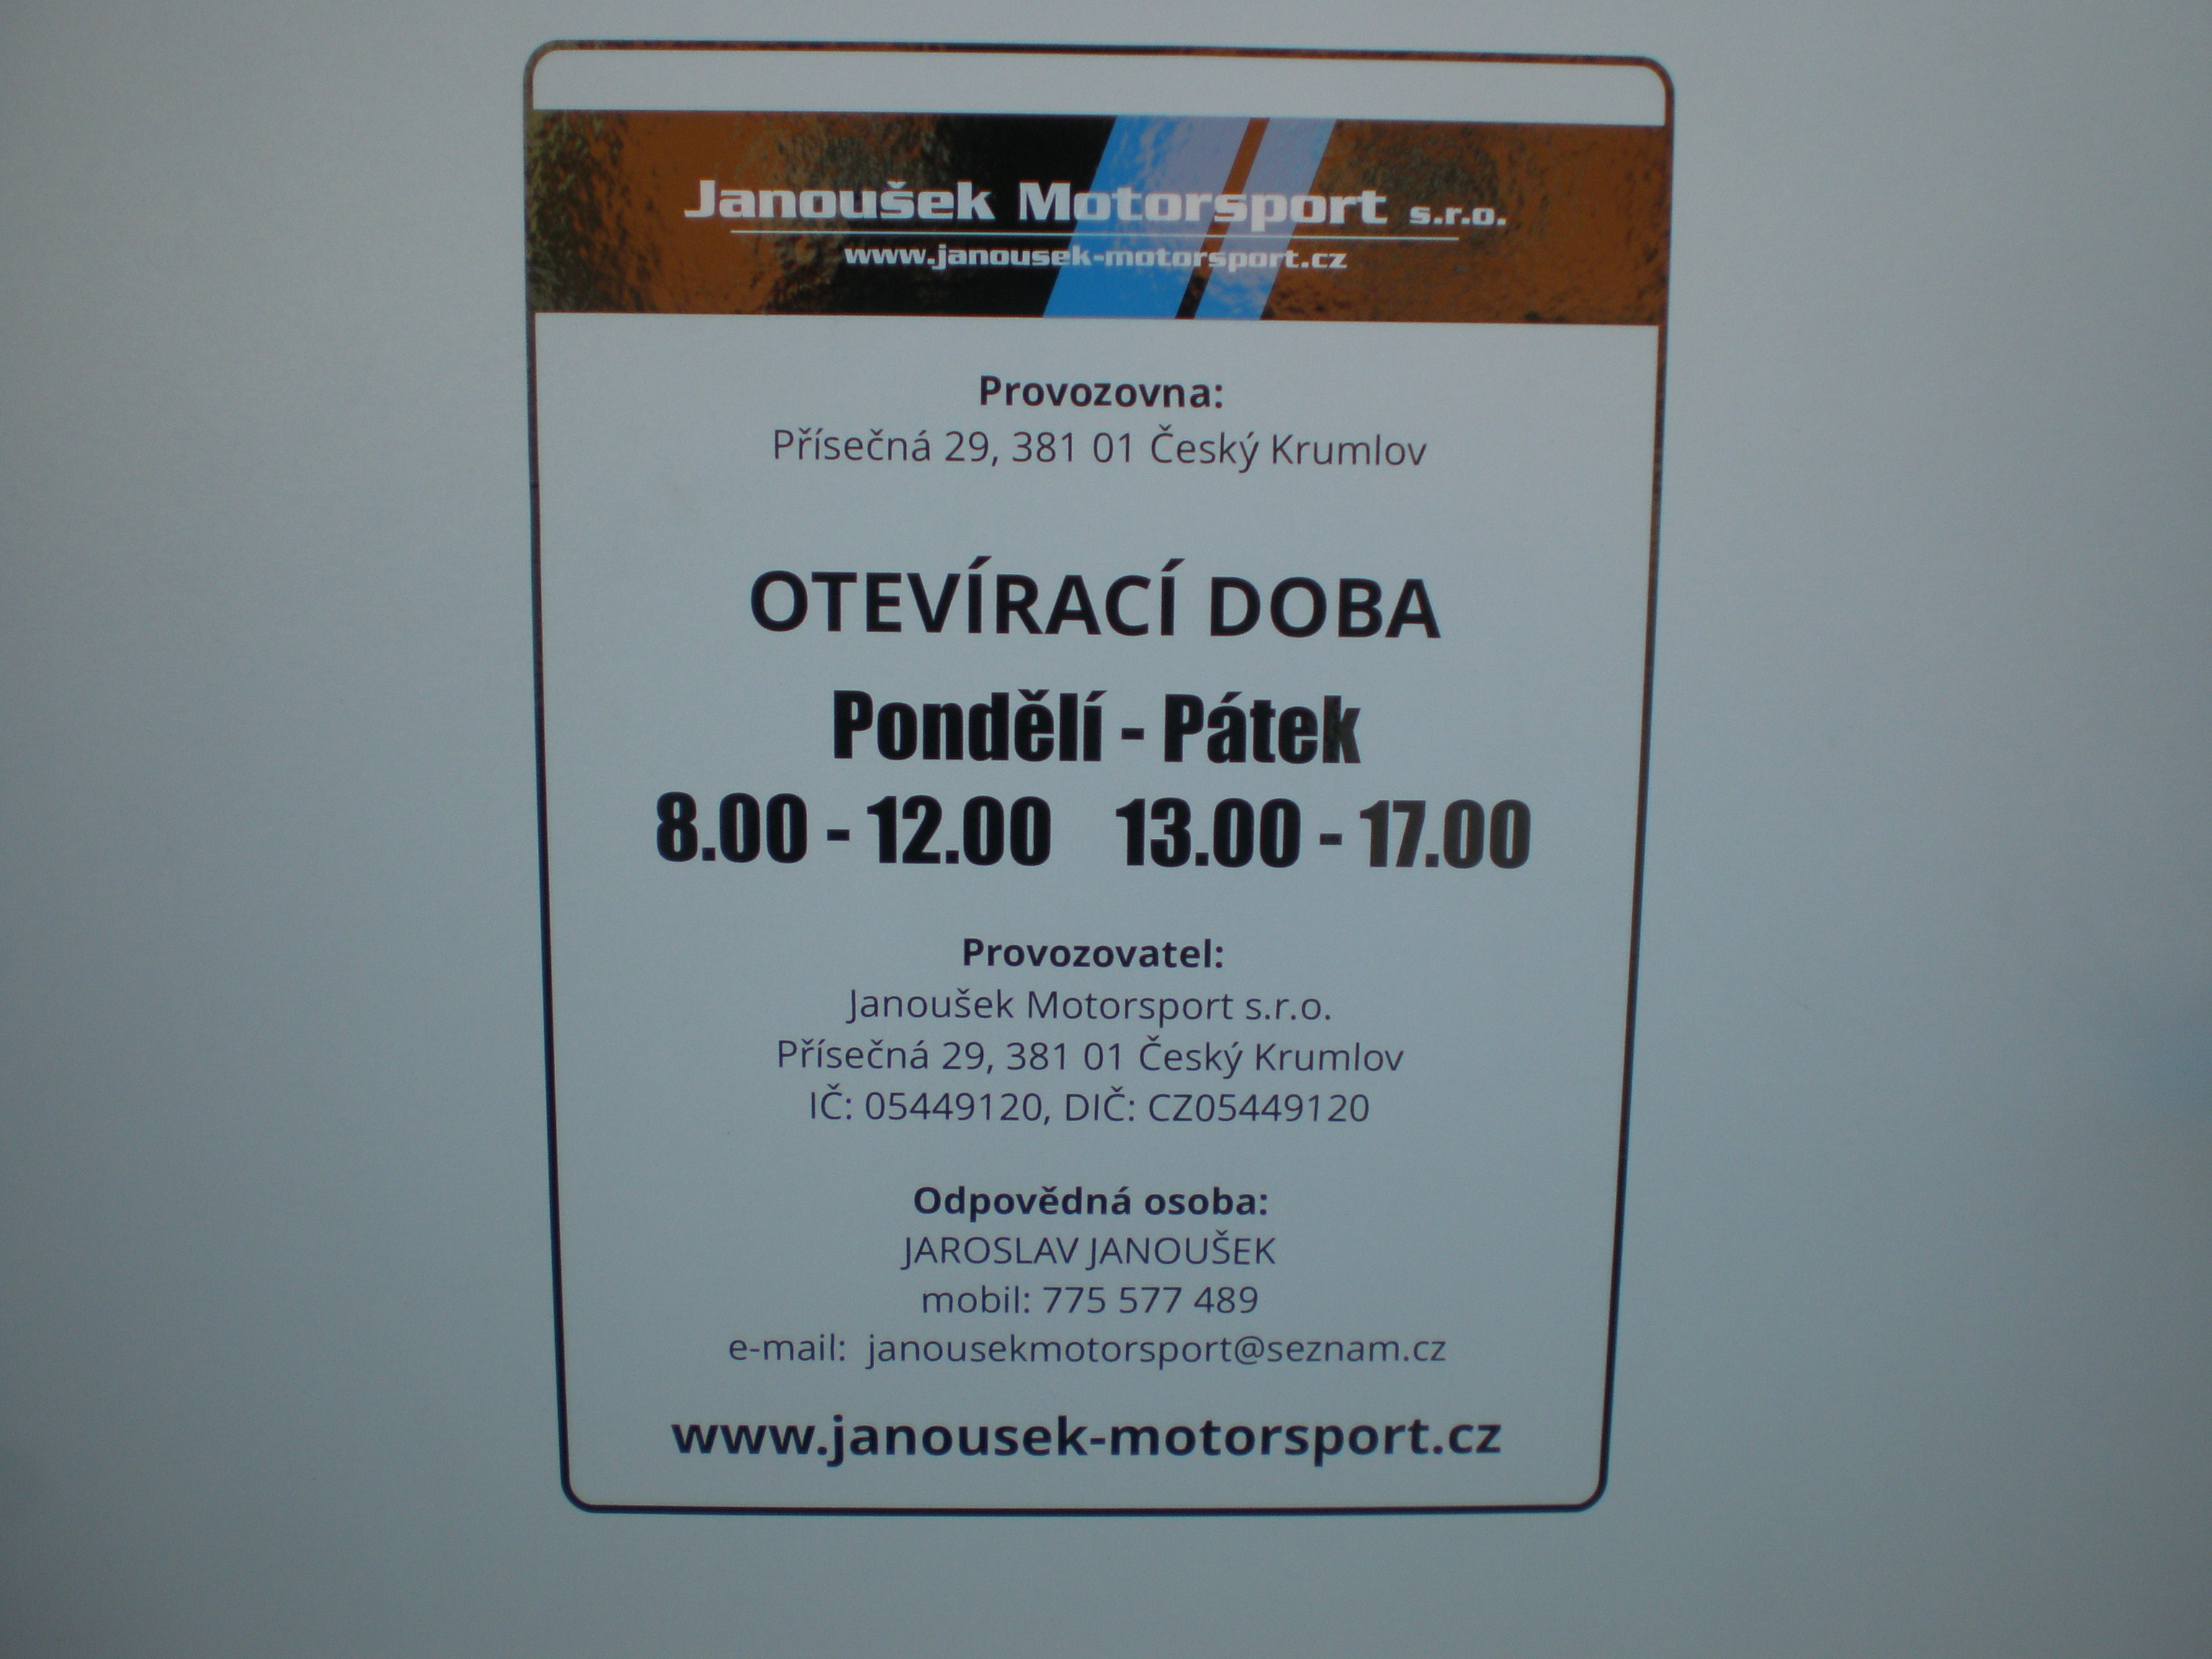 Janoušek Motorsport s.r.o.
www.janousek-motorsport.cz
Provozovna:
Přísečná 29, 381 01 Český Krumlov
OTEVÍRACÍ DOBA
Pondělí - Pátek
8.00 - 12.00 13.00 - 17.00
Provozovatel:
Janoušek Motorsport s.r.o.
Přísečná 29, 381 01 Český Krumlov
IČ: 05449120, DIČ: CZ05449120
Odpovědná osoba:
JAROSLAV JANOUŠEK
mobil: 775 577 489
e-mail: janousekmotorsport@seznam.cz
www.janousek-motorsport.cz